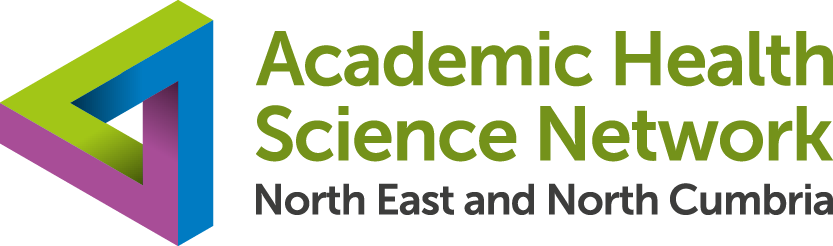 Academic Health
Science Network
North East and North Cumbria